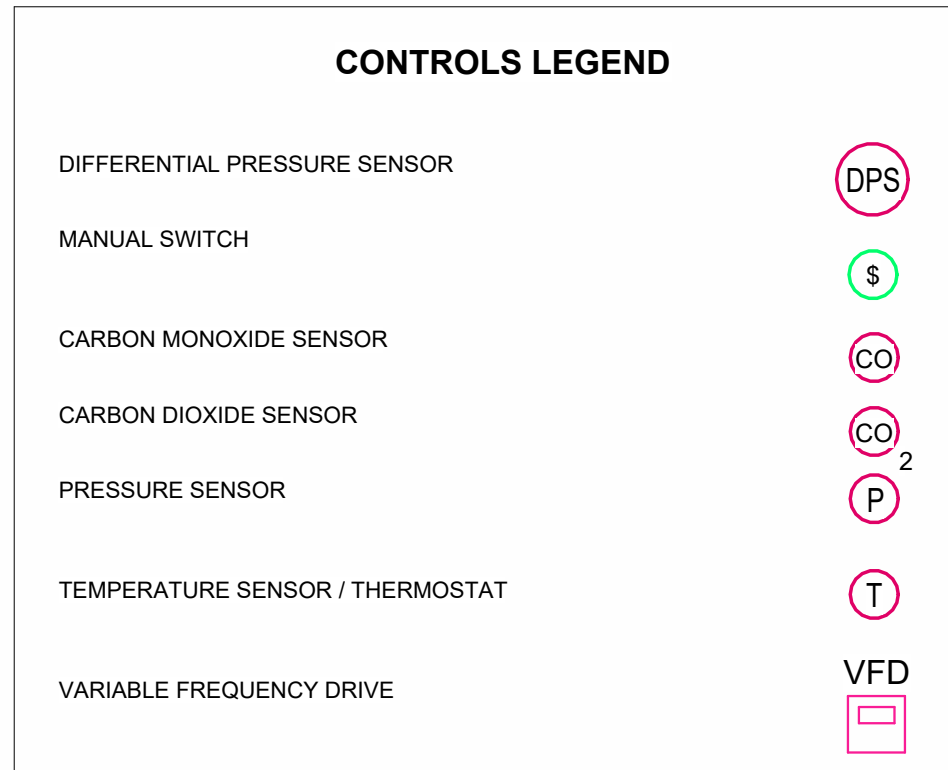 CONTROLS LEGEND
DIFFERENTIAL PRESSURE SENSOR
DPS
MANUAL SWITCH
$
CARBON MONOXIDE SENSOR
CO
CARBON DIOXIDE SENSOR
CO
2
PRESSURE SENSOR
P
TEMPERATURE SENSOR / THERMOSTAT
T
VARIABLE FREQUENCY DRIVE
VFD